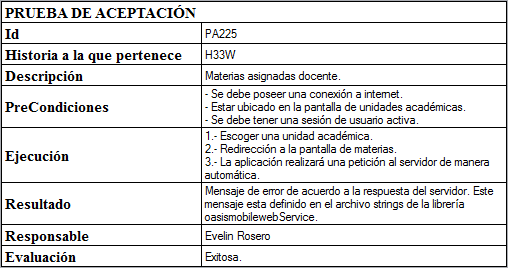 PRUEBA DE ACEPTACIÓN
Id PA225
Historia a la que pertenece H33W
Descripción Materias asignadas docente.
PreCondiciones - Se debe poseer una conexión a internet.
- Estar ubicado en la pantalla de unidades académicas.
- Se debe tener una sesión de usuario activa.
Ejecución 1.- Escoger una unidad académica.
2.- Redirección a la pantalla de materias.
3.- La aplicación realizará una petición al servidor de manera
automática.
Resultado Mensaje de error de acuerdo a la respuesta del servidor. Este
mensaje esta definido en el archivo strings de la librería
oasismobilewebService.
Responsable Evelin Rosero
Evaluación Exitosa.